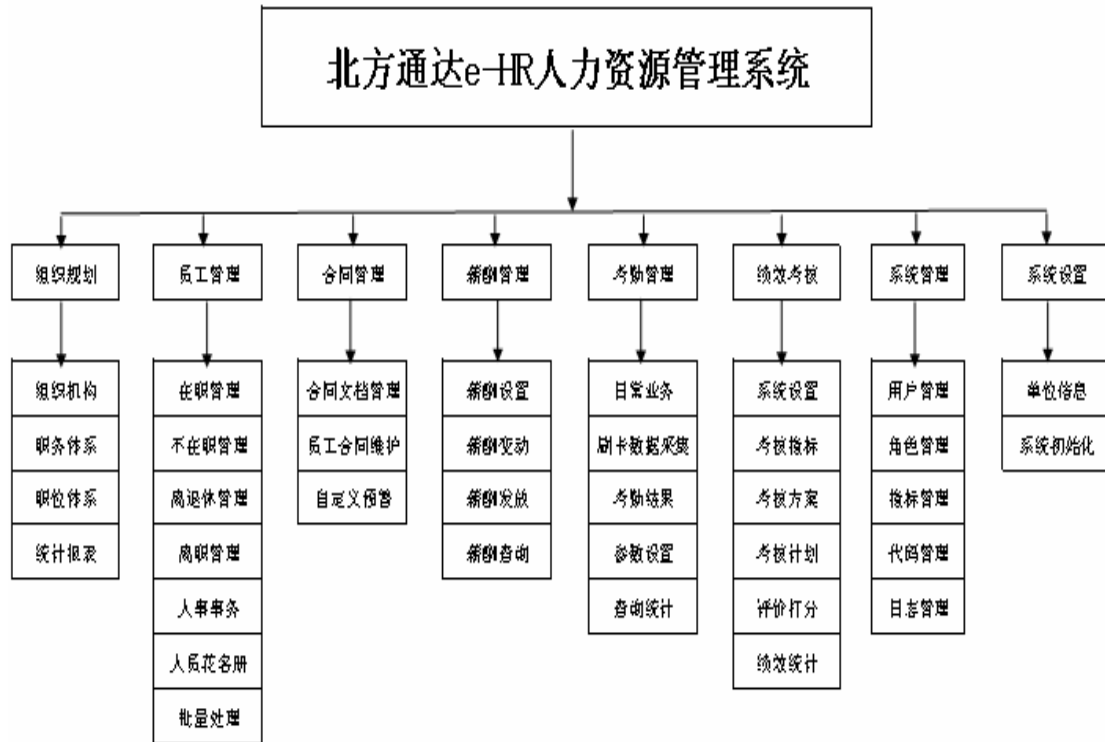 北方通达e-HR人力资源管理系统
组织规划
员工管理
合同管理
薪酬管理
考勤管理
绩效考核
系统管理
系统设置
组织机构
职务体系
职位体系
统计报表
在职管理
不在职管理
离退休管理
离职管理
人事事务
人员花名册
批量处理
合同文档管理
员工合同维护
自定义预警
薪酬设置
薪酬变动
薪酬发放
薪酬查询
日常业务
刷卡数据采集
考勤结果
参数设置
查询统计
系统设置
考核指标
考核方案
考核计划
评价打分
绩效统计
用户管理
角色管理
指标管理
代码管理
日志管理
单位信息
系统初始化